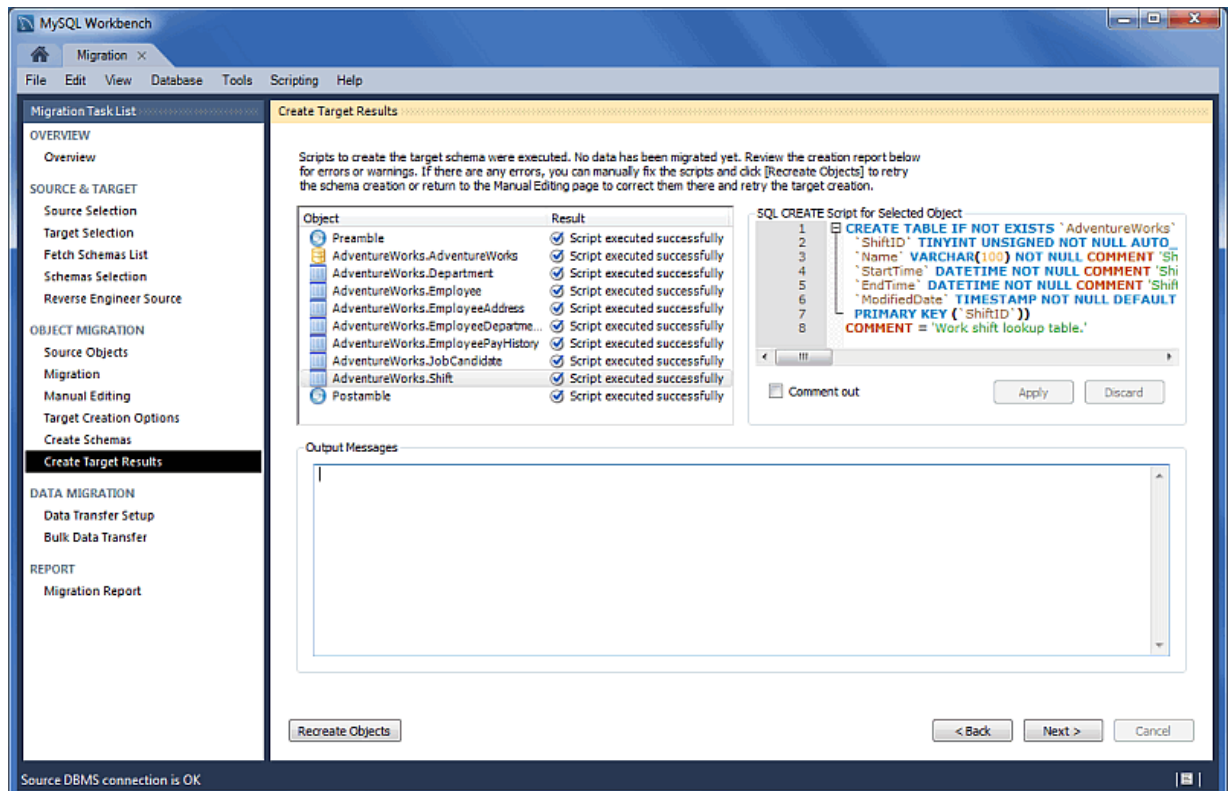 MySQL Workbench
Migration
File Edit View Database Tools Scripting Help
Migration Task List
OVERVIEW
Overview
SOURCE & TARGET
Source Selection
Target Selection
Fetch Schemas List
Schemas Selection
Reverse Engineer Source
OBJECT MIGRATION
Source Objects
Migration
Manual Editing
Target Creation Options
Create Schemas
Create Target Results
DATA MIGRATION
Data Transfer Setup
Bulk Data Transfer
REPORT
Migration Report
Create Target Results
Scripts to create the target schema were executed. No data has been migrated yet. Review the creation report below
for errors or warnings. If there are any errors, you can manually fix the scripts and click [Recreate Objects] to retry
the schema creation or return to the Manual Editing page to correct them there and retry the target creation.
Object Result
Preamble Script executed successfully
AdventureWorks.AdventureWorks Script executed successfully
AdventureWorks.Department Script executed successfully
AdventureWorks.Employee Script executed successfully
AdventureWorks.EmployeeAddress Script executed successfully
AdventureWorks.EmployeeDepartme... Script executed successfully
AdventureWorks.EmployeePayHistory Script executed successfully
AdventureWorks.JobCandidate Script executed successfully
AdventureWorks.Shift Script executed successfully
Postamble Script executed successfully
SQL CREATE Script for Selected Object
1 CREATE TABLE IF NOT EXISTS `AdventureWorks`
2 `ShiftID` TINYINT UNSIGNED NOT NULL AUTO_
3 `Name` VARCHAR(100) NOT NULL COMMENT 'Sh
4 `StartTime` DATETIME NOT NULL COMMENT 'Shi
5 `EndTime` DATETIME NOT NULL COMMENT 'Shift
6 `ModifiedDate` TIMESTAMP NOT NULL DEFAULT
7 PRIMARY KEY (`ShiftID`))
8 COMMENT = 'Work shift lookup table.'
Comment out Apply Discard
Output Messages
Recreate Objects < Back Next > Cancel
Source DBMS connection is OK